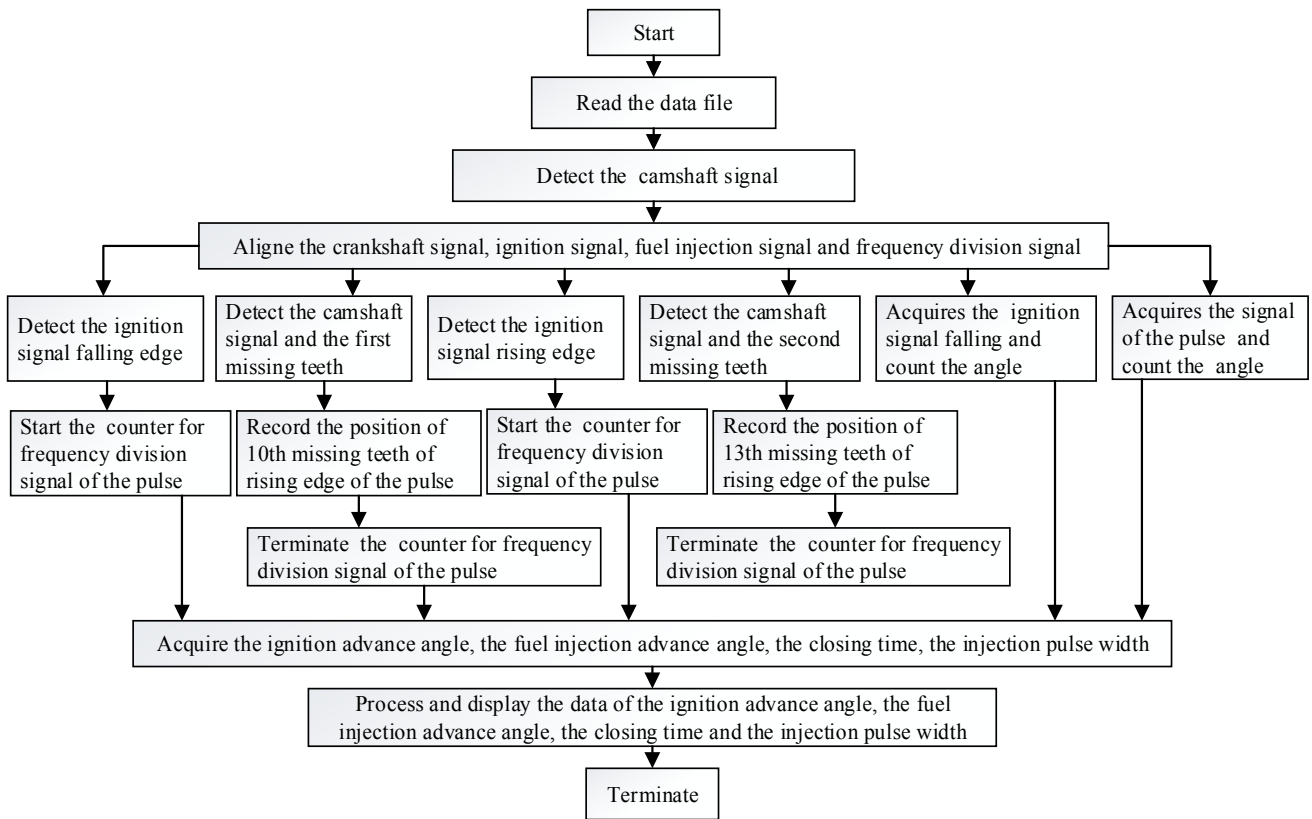 Start
Read the data file
Detect the camshaft signal
Aligne the crankshaft signal, ignition signal, fuel injection signal and frequency division signal
Detect the ignition
signal falling edge
Detect the camshaft
signal and the first
missing teeth
Detect the ignition
signal rising edge
Detect the camshaft
signal and the second
missing teeth
Acquires the ignition
signal falling and
count the angle
Acquires the signal
of the pulse and
count the angle
Start the counter for
frequency division
signal of the pulse
Record the position of
10th missing teeth of
rising edge of the pulse
Start the counter for
frequency division
signal of the pulse
Record the position of
13th missing teeth of
rising edge of the pulse
Terminate the counter for frequency
division signal of the pulse
Terminate the counter for frequency
division signal of the pulse
Acquire the ignition advance angle, the fuel injection advance angle, the closing time, the injection pulse width
Process and display the data of the ignition advance angle, the fuel
injection advance angle, the closing time and the injection pulse width
Terminate